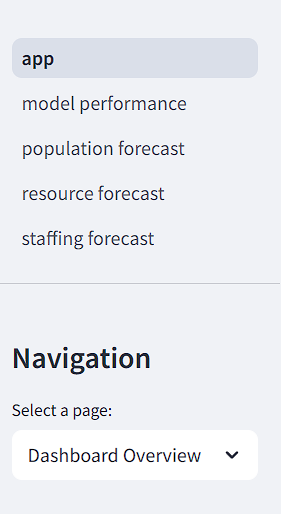 app
model performance
population forecast
resource forecast
staffing forecast
Navigation
Select a page:
Dashboard Overview